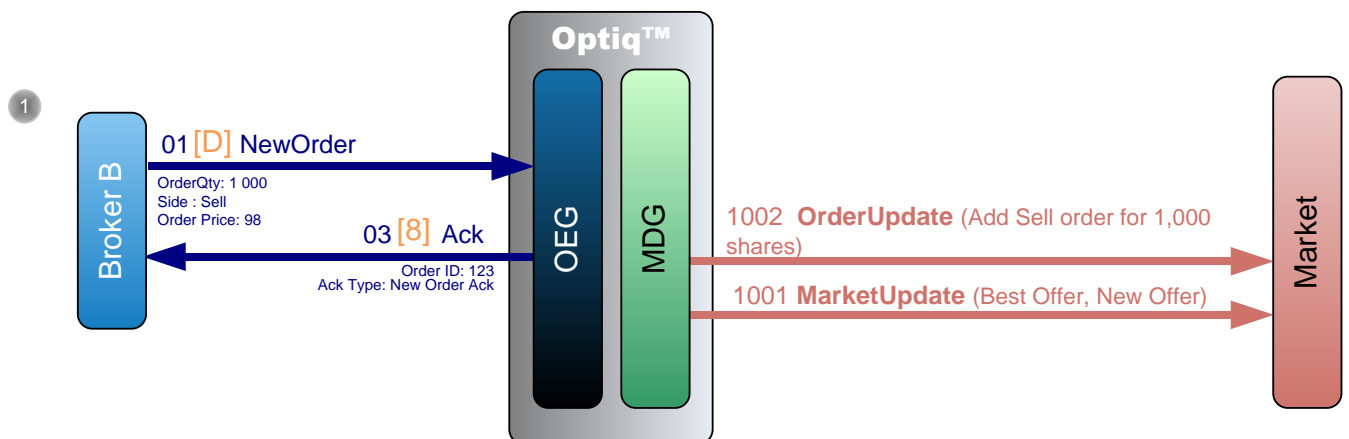 Optiq™
1
01 [D] NewOrder
OrderQty: 1 000
Side : Sell
Order Price: 98
03 [8] Ack
Order ID: 123
Ack Type: New Order Ack
Broker B
OEG
MDG
1002 OrderUpdate (Add Sell order for 1,000
shares)
1001 MarketUpdate (Best Offer, New Offer)
Market